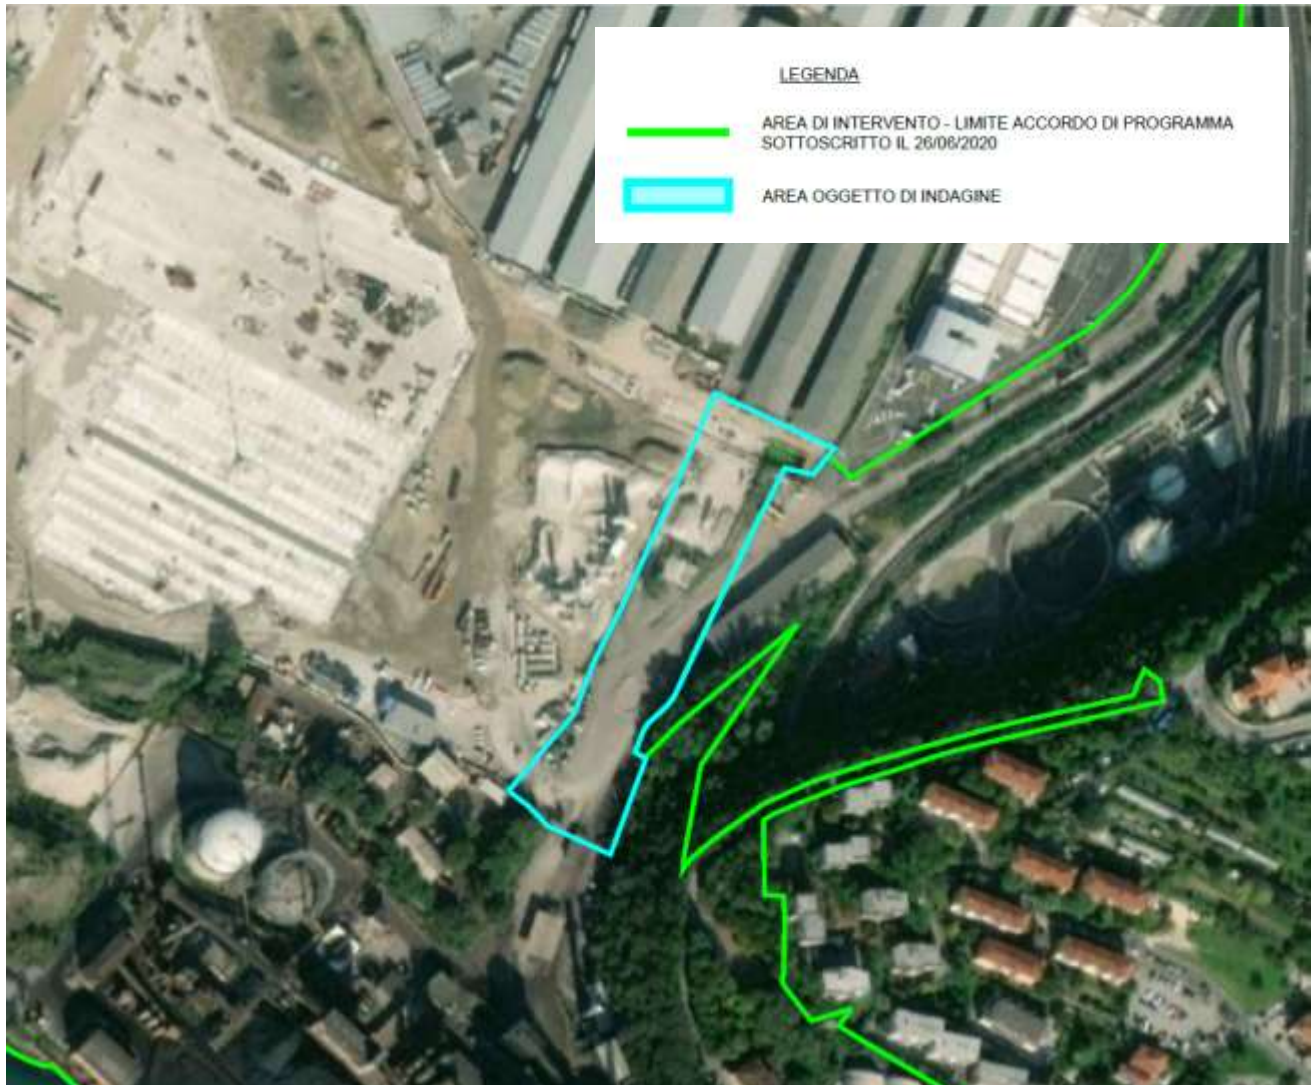 LEGENDA
AREA DI INTERVENTO - LIMITE ACCORDO DI PROGRAMMA
SOTTOSCRITTO IL 26/06/2020
AREA OGGETTO DI INDAGINE